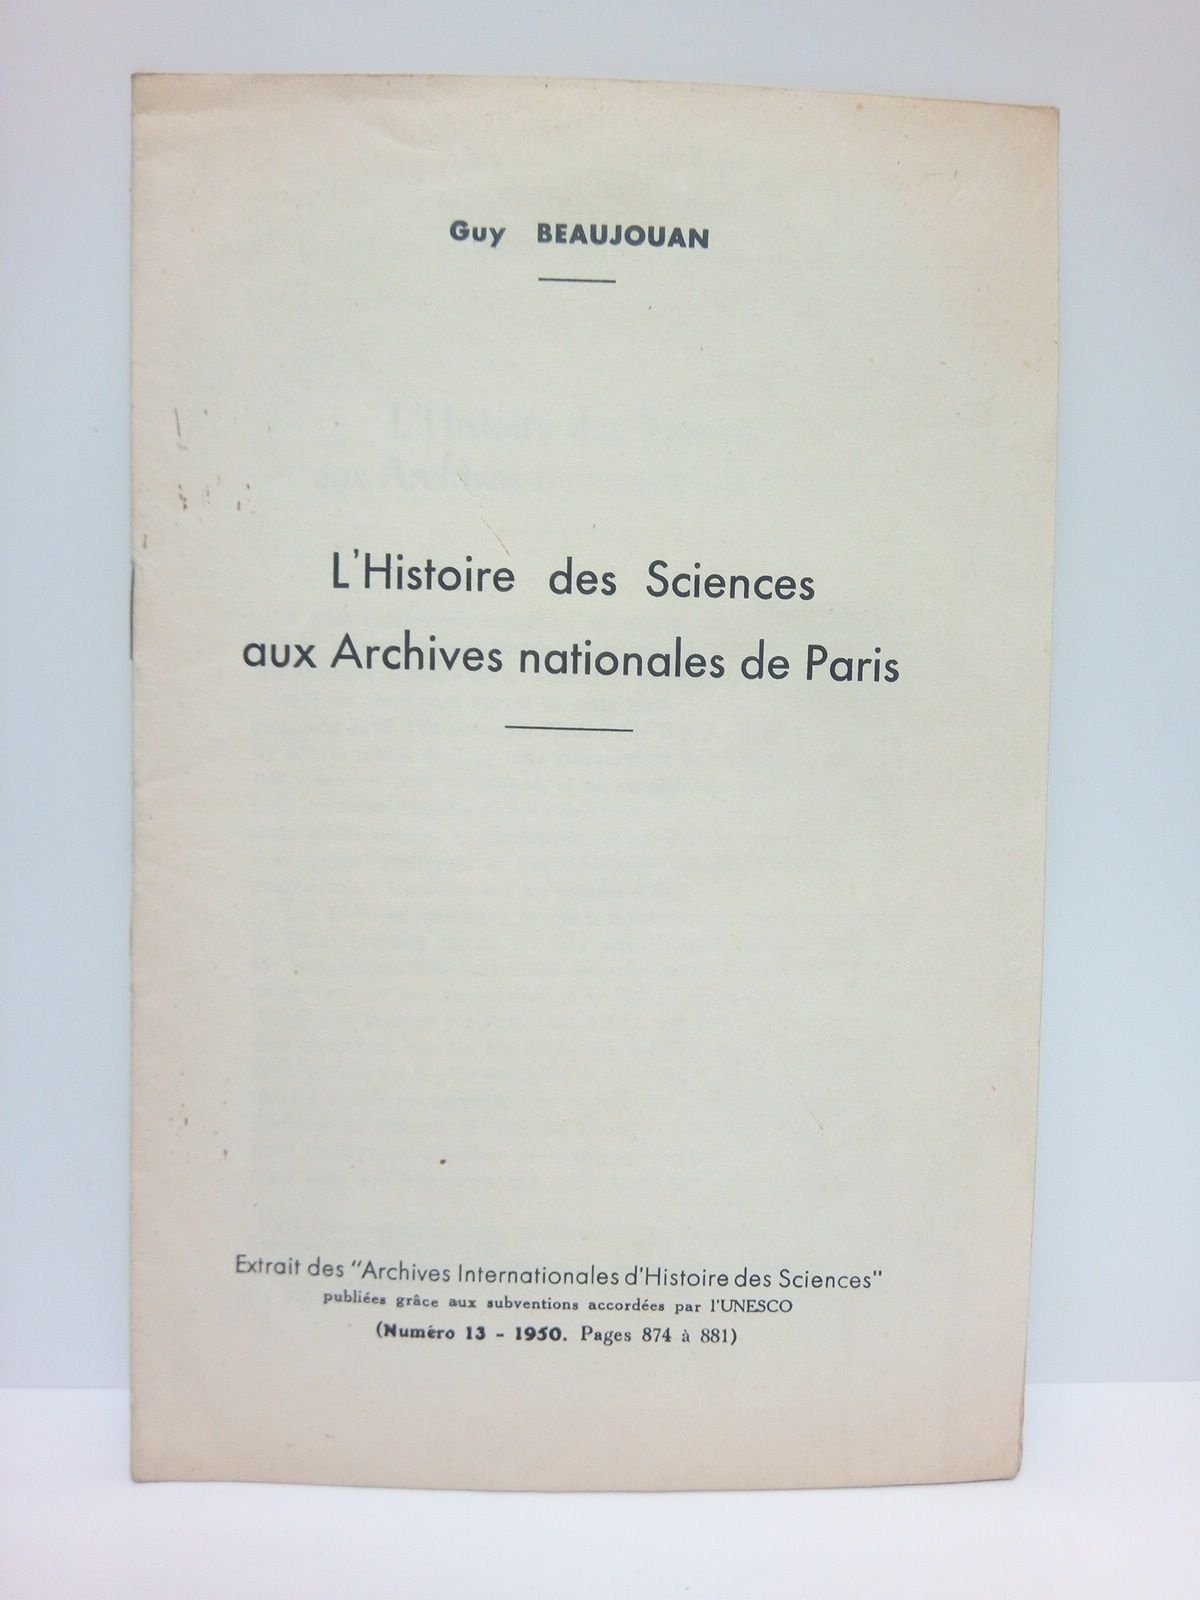 Guy BEAUJOUAN
L'Histoire des Sciences
aux Archives nationales de Paris
Extrait des "Archives Internationales d'Histoire des Sciences"
publiées grâce aux subventions accordées par l'UNESCO
(Numéro 13 - 1950. Pages 874 à 881)